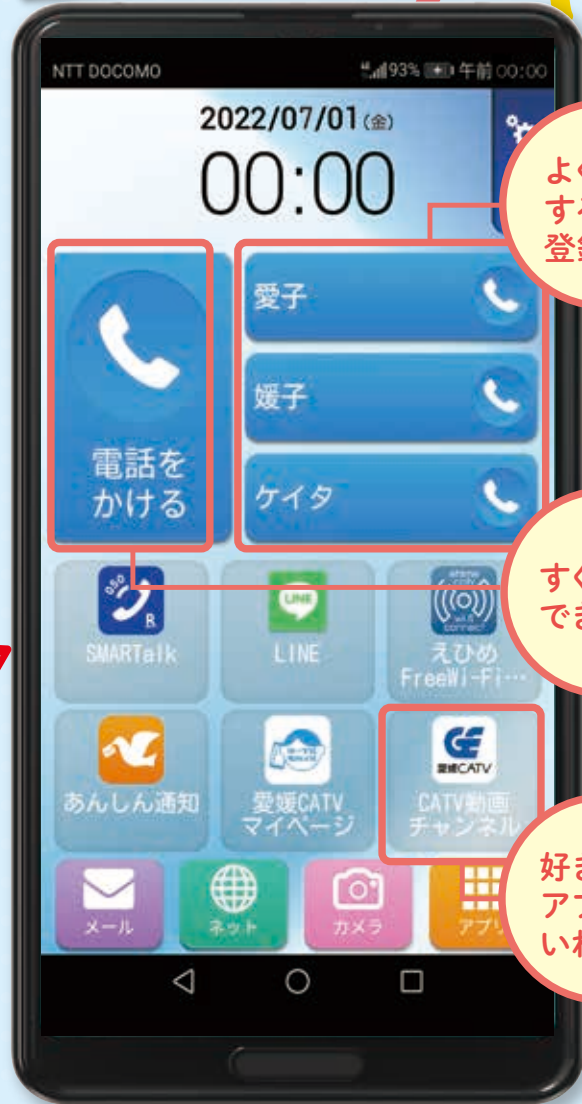 NTT DOCOMO
93% 午前 00:00
2022/07/01(金)
00:00
よく
する
登録
愛子
媛子
ケイタ
電話を
かける
すぐ
でき
050
R
SMARTalk
LINE
LINE
えひめ
FreeWi-Fi…
あんしん通知
愛媛CATV
マイページ
愛媛CATV
CATV動画
チャンネル
好き
アプ
いれ
メール
ネット
カメラ
アプリ